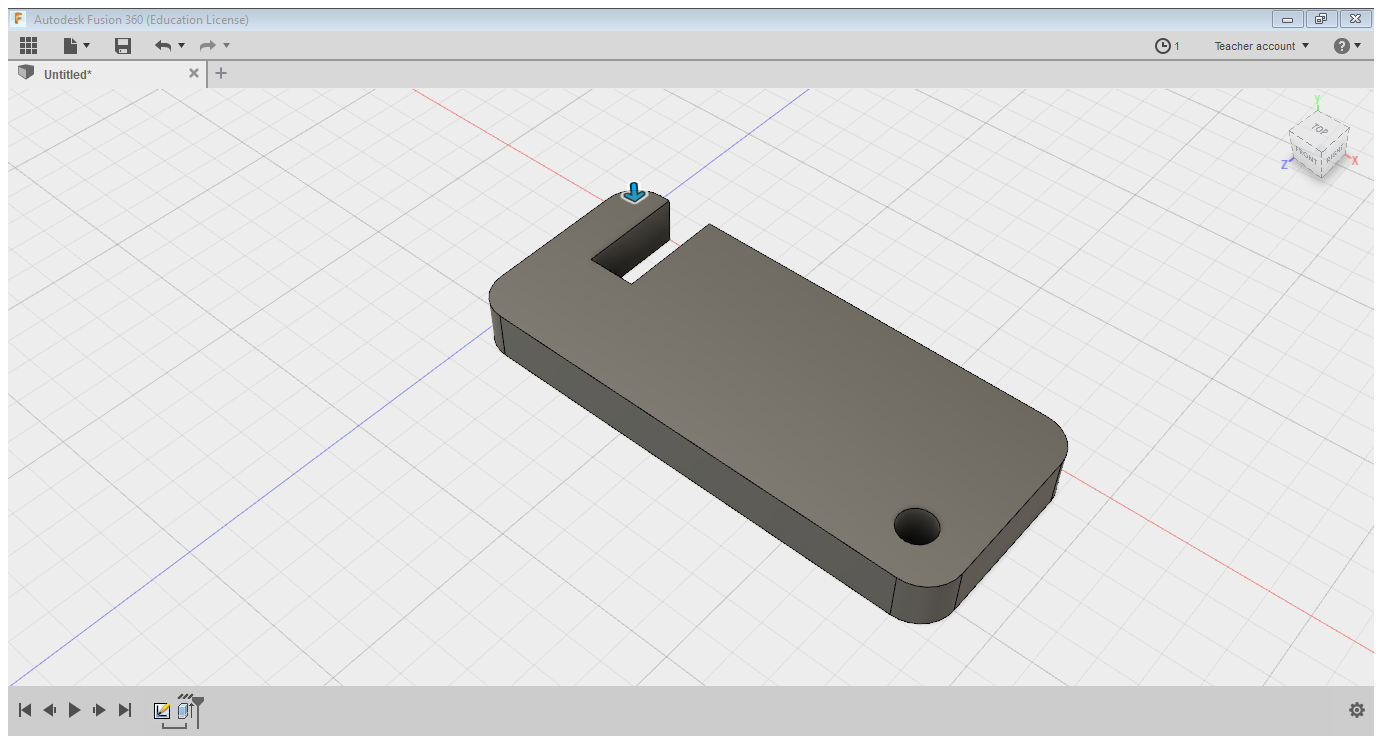 F Autodesk Fusion 360 (Education License)
1 Teacher account ?
Untitled*
Y
TOP
FRONT RIGHT
Z X